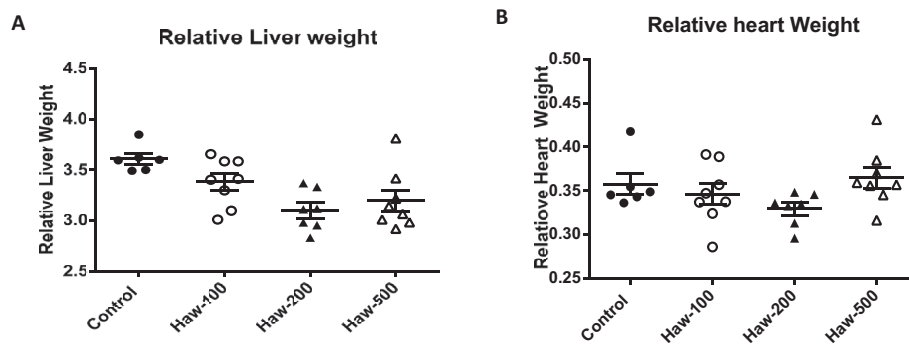 A
Relative Liver weight
Relative Liver Weight
4.5
4.0
3.5
3.0
2.5
Control
Haw-100
Haw-200
Haw-500
B
Relative heart Weight
Relatiove Heart Weight
0.50
0.45
0.40
0.35
0.30
0.25
Control
Haw-100
Haw-200
Haw-500